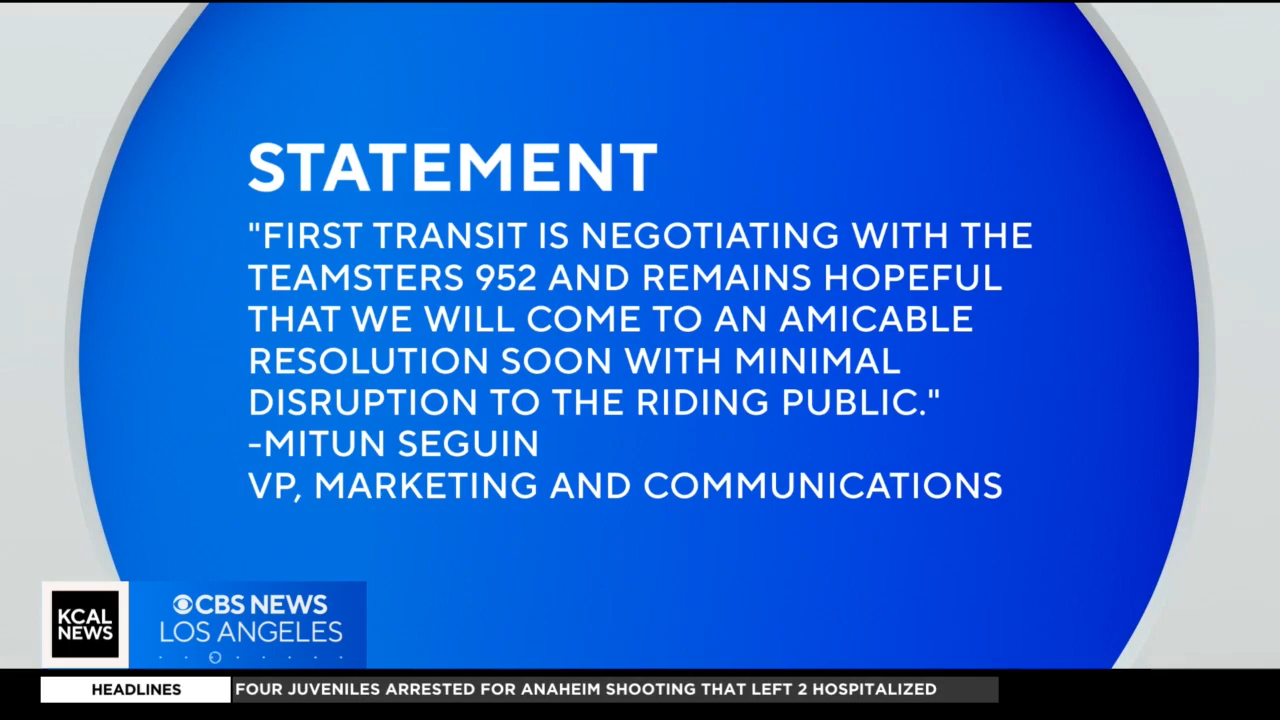 STATEMENT
"FIRST TRANSIT IS NEGOTIATING WITH THE
TEAMSTERS 952 AND REMAINS HOPEFUL
THAT WE WILL COME TO AN AMICABLE
RESOLUTION SOON WITH MINIMAL
DISRUPTION TO THE RIDING PUBLIC."
-MITUN SEGUIN
VP, MARKETING AND COMMUNICATIONS
KCAL
NEWS
CBS NEWS
LOS ANGELES
HEADLINES
FOUR JUVENILES ARRESTED FOR ANAHEIM SHOOTING THAT LEFT 2 HOSPITALIZED